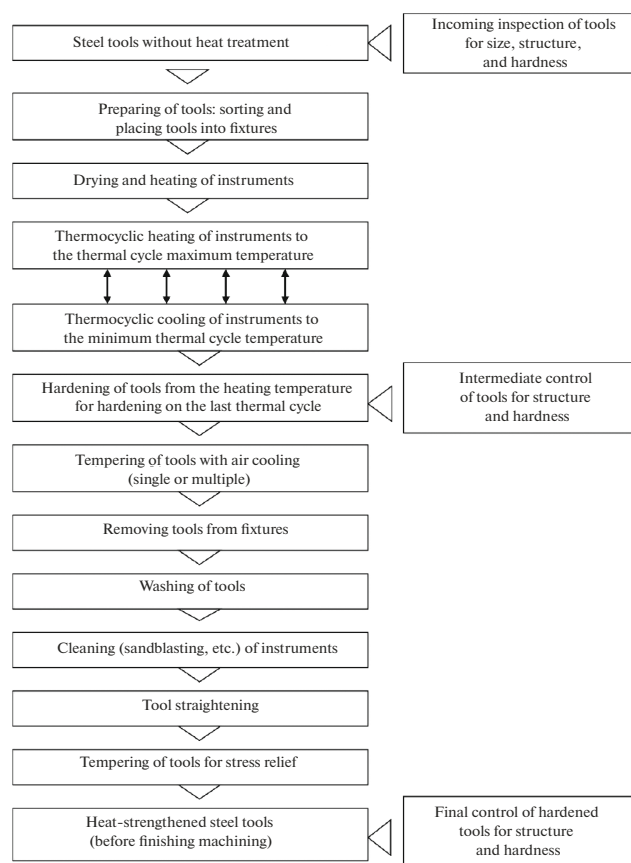 Steel tools without heat treatment
Incoming inspection of tools
for size, structure,
and hardness
Preparing of tools: sorting and
placing tools into fixtures
Drying and heating of instruments
Thermocyclic heating of instruments to
the thermal cycle maximum temperature
Thermocyclic cooling of instruments to
the minimum thermal cycle temperature
Hardening of tools from the heating temperature
for hardening on the last thermal cycle
Intermediate control
of tools for structure
and hardness
Tempering of tools with air cooling
(single or multiple)
Removing tools from fixtures
Washing of tools
Cleaning (sandblasting, etc.) of instruments
Tool straightening
Tempering of tools for stress relief
Heat-strengthened steel tools
(before finishing machining)
Final control of hardened
tools for structure
and hardness